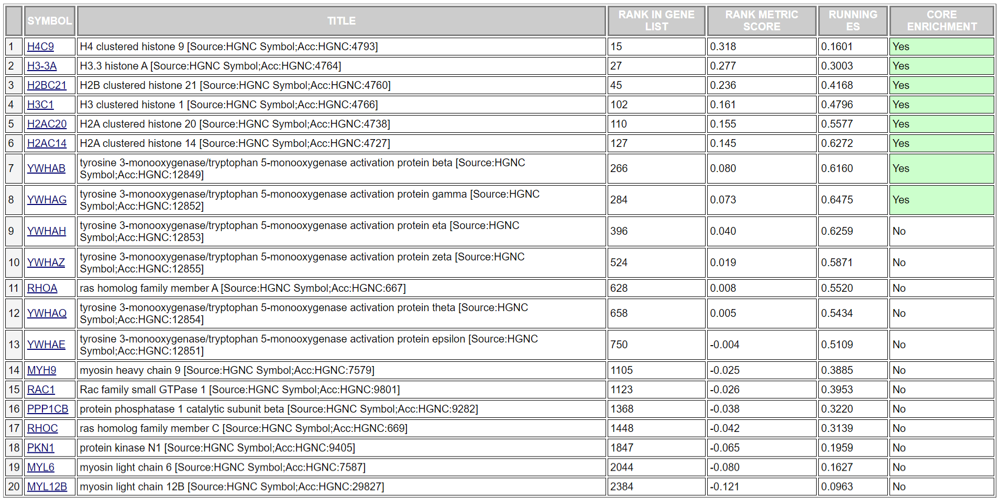 SYMBOL TITLE RANK IN GENE LIST RANK METRIC SCORE RUNNING ES CORE ENRICHMENT
1 H4C9 H4 clustered histone 9 [Source:HGNC Symbol;Acc:HGNC:4793] 15 0.318 0.1601 Yes
2 H3-3A H3.3 histone A [Source:HGNC Symbol;Acc:HGNC:4764] 27 0.277 0.3003 Yes
3 H2BC21 H2B clustered histone 21 [Source:HGNC Symbol;Acc:HGNC:4760] 45 0.236 0.4168 Yes
4 H3C1 H3 clustered histone 1 [Source:HGNC Symbol;Acc:HGNC:4766] 102 0.161 0.4796 Yes
5 H2AC20 H2A clustered histone 20 [Source:HGNC Symbol;Acc:HGNC:4738] 110 0.155 0.5577 Yes
6 H2AC14 H2A clustered histone 14 [Source:HGNC Symbol;Acc:HGNC:4727] 127 0.145 0.6272 Yes
7 YWHAB tyrosine 3-monooxygenase/tryptophan 5-monooxygenase activation protein beta [Source:HGNC
Symbol;Acc:HGNC:12849] 266 0.080 0.6160 Yes
8 YWHAG tyrosine 3-monooxygenase/tryptophan 5-monooxygenase activation protein gamma [Source:HGNC
Symbol;Acc:HGNC:12852] 284 0.073 0.6475 Yes
9 YWHAH tyrosine 3-monooxygenase/tryptophan 5-monooxygenase activation protein eta [Source:HGNC
Symbol;Acc:HGNC:12853] 396 0.040 0.6259 No
10 YWHAZ tyrosine 3-monooxygenase/tryptophan 5-monooxygenase activation protein zeta [Source:HGNC
Symbol;Acc:HGNC:12855] 524 0.019 0.5871 No
11 RHOA ras homolog family member A [Source:HGNC Symbol;Acc:HGNC:667] 628 0.008 0.5520 No
12 YWHAQ tyrosine 3-monooxygenase/tryptophan 5-monooxygenase activation protein theta [Source:HGNC
Symbol;Acc:HGNC:12854] 658 0.005 0.5434 No
13 YWHAE tyrosine 3-monooxygenase/tryptophan 5-monooxygenase activation protein epsilon [Source:HGNC
Symbol;Acc:HGNC:12851] 750 -0.004 0.5109 No
14 MYH9 myosin heavy chain 9 [Source:HGNC Symbol;Acc:HGNC:7579] 1105 -0.025 0.3885 No
15 RAC1 Rac family small GTPase 1 [Source:HGNC Symbol;Acc:HGNC:9801] 1123 -0.026 0.3953 No
16 PPP1CB protein phosphatase 1 catalytic subunit beta [Source:HGNC Symbol;Acc:HGNC:9282] 1368 -0.038 0.3220 No
17 RHOC ras homolog family member C [Source:HGNC Symbol;Acc:HGNC:669] 1448 -0.042 0.3139 No
18 PKN1 protein kinase N1 [Source:HGNC Symbol;Acc:HGNC:9405] 1847 -0.065 0.1959 No
19 MYL6 myosin light chain 6 [Source:HGNC Symbol;Acc:HGNC:7587] 2044 -0.080 0.1627 No
20 MYL12B myosin light chain 12B [Source:HGNC Symbol;Acc:HGNC:29827] 2384 -0.121 0.0963 No